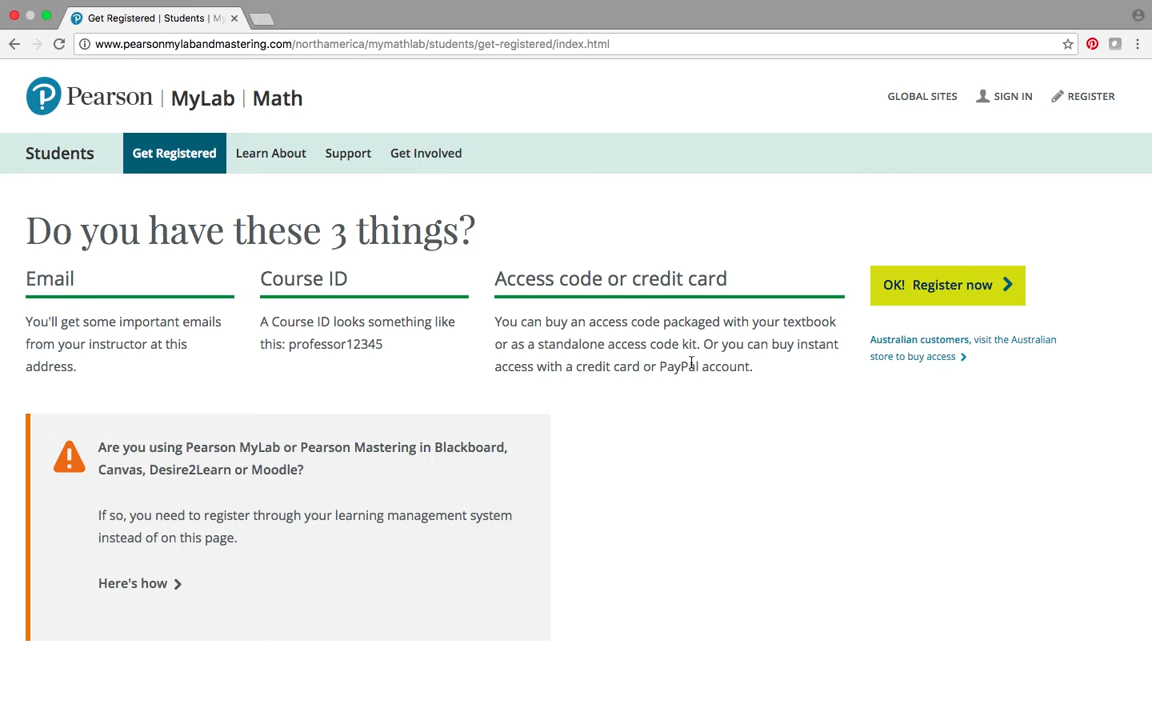 Get Registered | Students | My
www.pearsonmylabandmastering.com/northamerica/mymathlab/students/get-registered/index.html
Pearson | MyLab | Math
GLOBAL SITES
SIGN IN
REGISTER
Students
Get Registered
Learn About
Support
Get Involved
Do you have these 3 things?
Email
You'll get some important emails
from your instructor at this
address.
Course ID
A Course ID looks something like
this: professor12345
Access code or credit card
You can buy an access code packaged with your textbook
or as a standalone access code kit. Or you can buy instant
access with a credit card or PayPal account.
OK! Register now
Australian customers, visit the Australian
store to buy access
Are you using Pearson MyLab or Pearson Mastering in Blackboard,
Canvas, Desire2Learn or Moodle?
If so, you need to register through your learning management system
instead of on this page.
Here's how